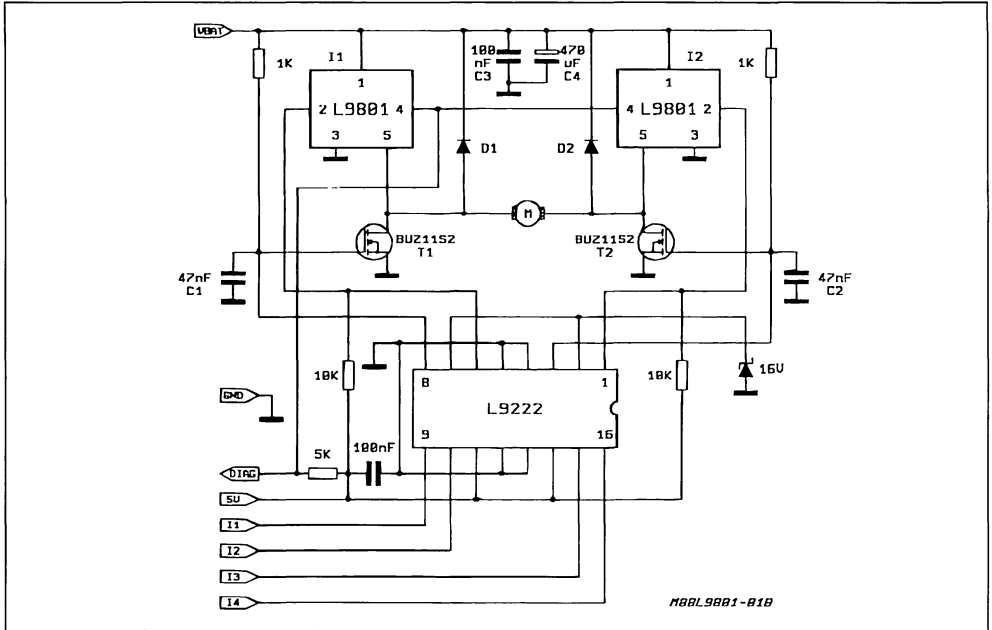 VBAT
I1
I2
1K
1K
100
nF
C3
470
uF
C4
1
1
2 L9801 4
4 L9801 2
3 5
5 3
D1
D2
M
BUZ11S2
T1
BUZ11S2
T2
47nF
C1
47nF
C2
10K
10K
16V
8
1
L9222
9
16
GND
100nF
5K
DIAG
5V
I1
I2
I3
I4
M88L9801-01B